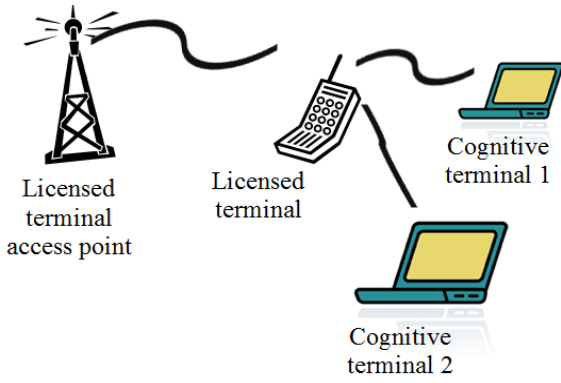 Licensed
terminal
access point
Licensed
terminal
Cognitive
terminal 1
Cognitive
terminal 2